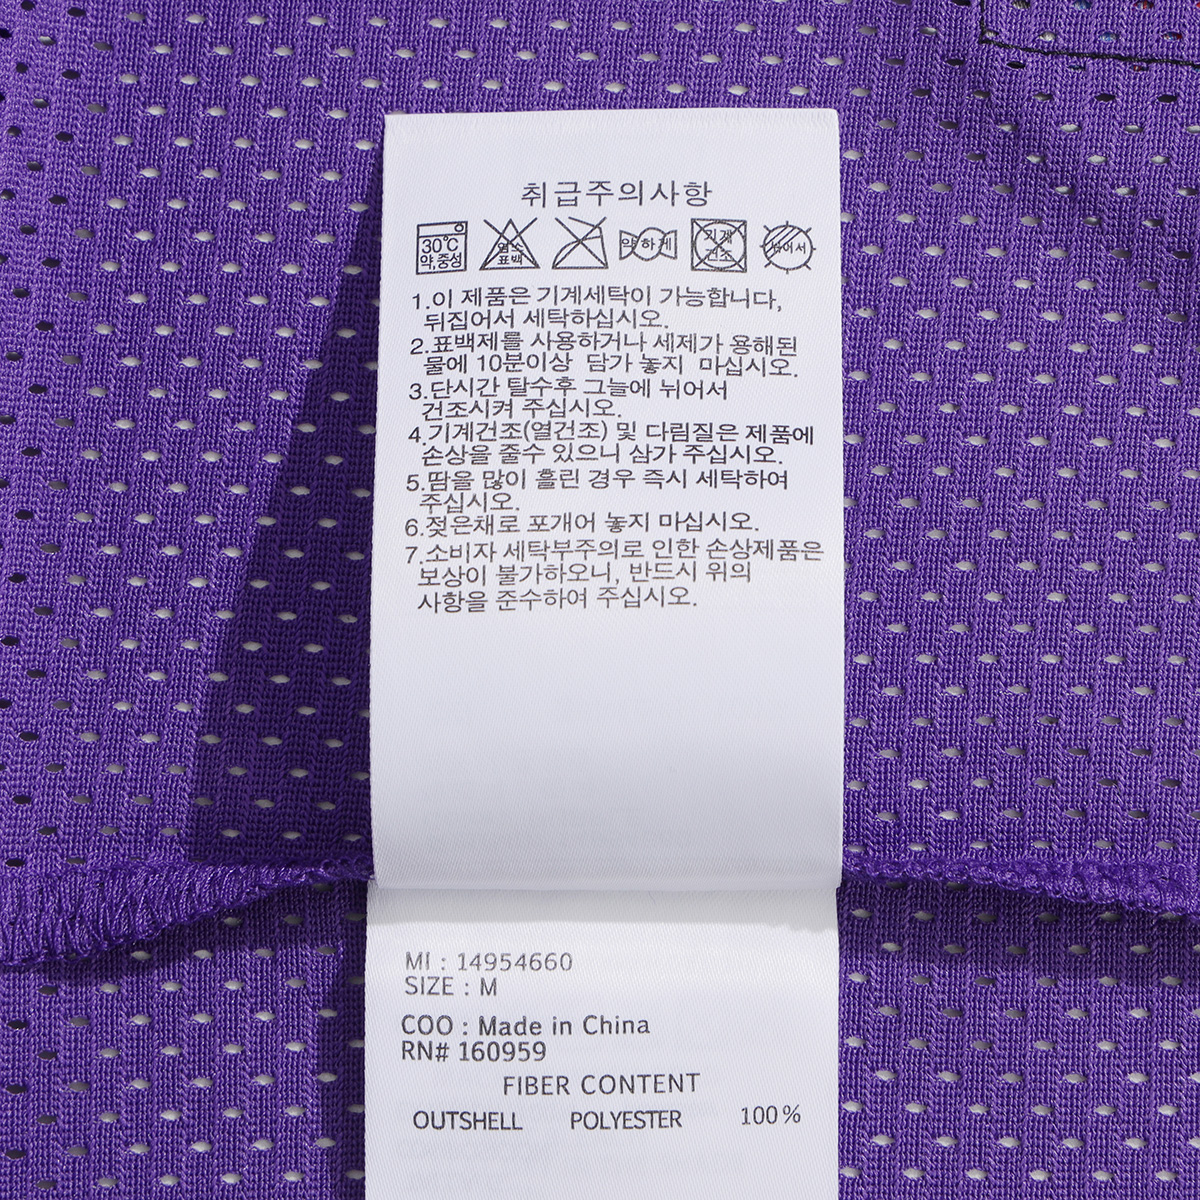 취급주의사항
30℃
약,중성
염소
표백
약하게
기계
건조
뉘어서
1.이 제품은 기계세탁이 가능합니다,
뒤집어서 세탁하십시오.
2.표백제를 사용하거나 세제가 용해된
물에 10분이상 담가 놓지 마십시오.
3.단시간 탈수후 그늘에 뉘어서
건조시켜 주십시오.
4.기계건조(열건조) 및 다림질은 제품에
손상을 줄수 있으니 삼가 주십시오.
5.땀을 많이 흘린 경우 즉시 세탁하여
주십시오.
6.젖은채로 포개어 놓지 마십시오.
7.소비자 세탁부주의로 인한 손상제품은
보상이 불가하오니, 반드시 위의
사항을 준수하여 주십시오.
MI : 14954660
SIZE : M
COO : Made in China
RN# 160959
FIBER CONTENT
OUTSHELL POLYESTER 100%